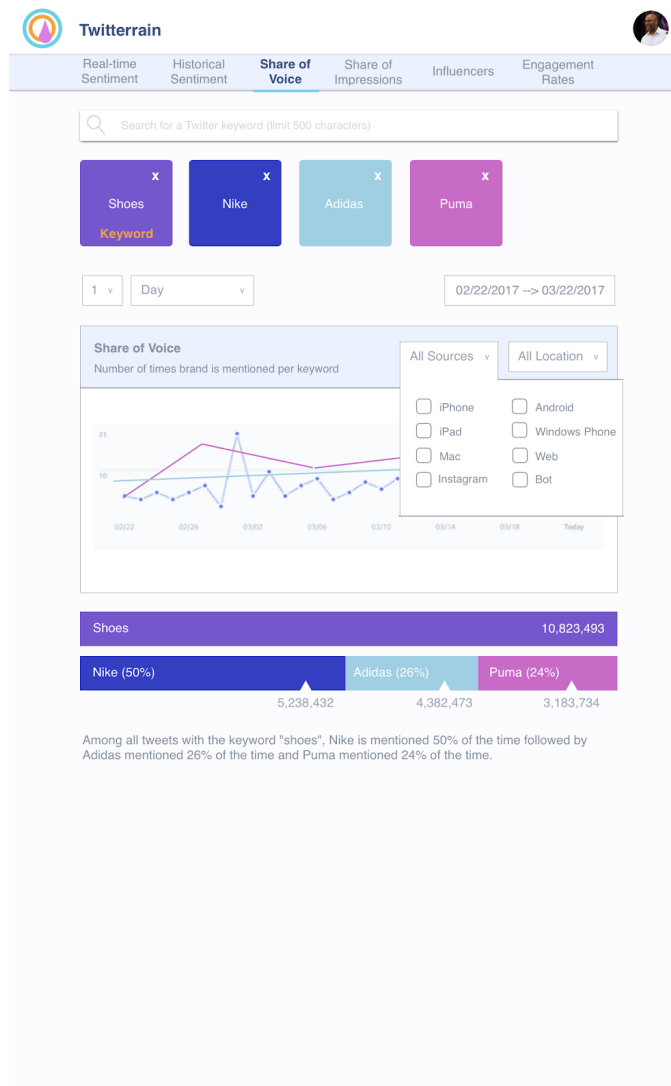 Twitterrain
Real-time Sentiment
Historical Sentiment
Share of Voice
Share of Impressions
Influencers
Engagement Rates
Search for a Twitter keyword (limit 500 characters)
x
Shoes
Keyword
x
Nike
x
Adidas
x
Puma
1 v
Day v
02/22/2017 --> 03/22/2017
Share of Voice
Number of times brand is mentioned per keyword
All Sources v
All Location v
iPhone
Android
iPad
Windows Phone
Mac
Web
Instagram
Bot
21
10
02/22 02/26 03/02 03/06 03/10 03/14 03/18 Today
Shoes 10,823,493
Nike (50%) Adidas (26%) Puma (24%)
5,238,432 4,382,473 3,183,734
Among all tweets with the keyword "shoes", Nike is mentioned 50% of the time followed by
Adidas mentioned 26% of the time and Puma mentioned 24% of the time.